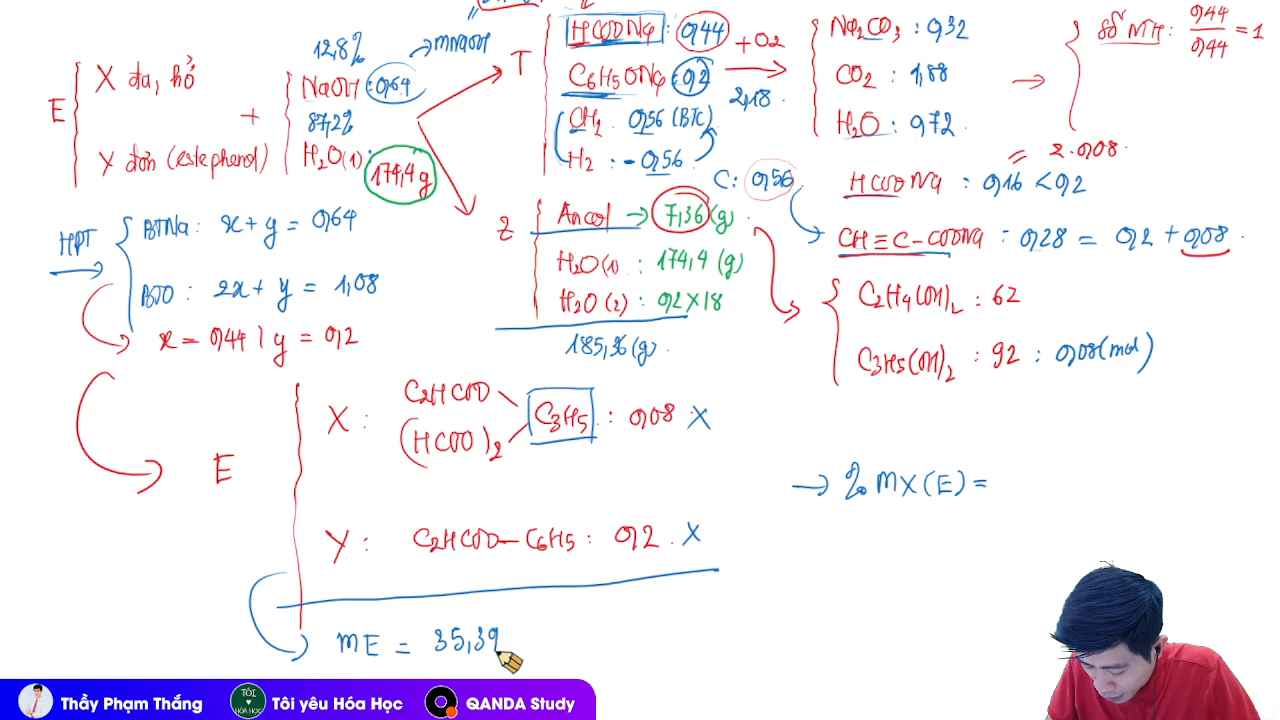 E
X đa, hở
Y đơn (este phenol)
+
12,8%
→ mNaOH
NaOH : 0,64
87,2%
H2O(1) :
174,4 g
T
HCOONa : 0,44
C6H5ONa : 0,2
CH2 : 0,56 (BTC)
H2 : - 0,56
+ O2
2,18
Na2CO3 : 0,32
CO2 : 1,88
H2O : 0,72
số MH : 0,44 / 0,44 = 1
Z
Ancol → 7,36 (g)
H2O(1) : 174,4 (g)
H2O(2) : 0,2 x 18
185,36 (g)
C : 0,56
= 2.0,08
HCOONa : 0,16 < 0,2
CH≡C-COONa : 0,28 = 0,2 + 0,08
C2H4(OH)2 : 62
C3H5(OH)2 : 92 : 0,08 (mol)
HPT
BTNa : x + y = 0,64
BTO : 2x + y = 1,08
x = 0,44 | y = 0,2
E
X :
C2HCOO
(HCOO)2
C3H5 : 0,08 X
Y : C2HCOO-C6H5 : 0,2 X
mE = 35,39
→ % mX(E) =
Thầy Phạm Thắng
TÔI
HÓA HỌC
Tôi yêu Hóa Học
QANDA Study